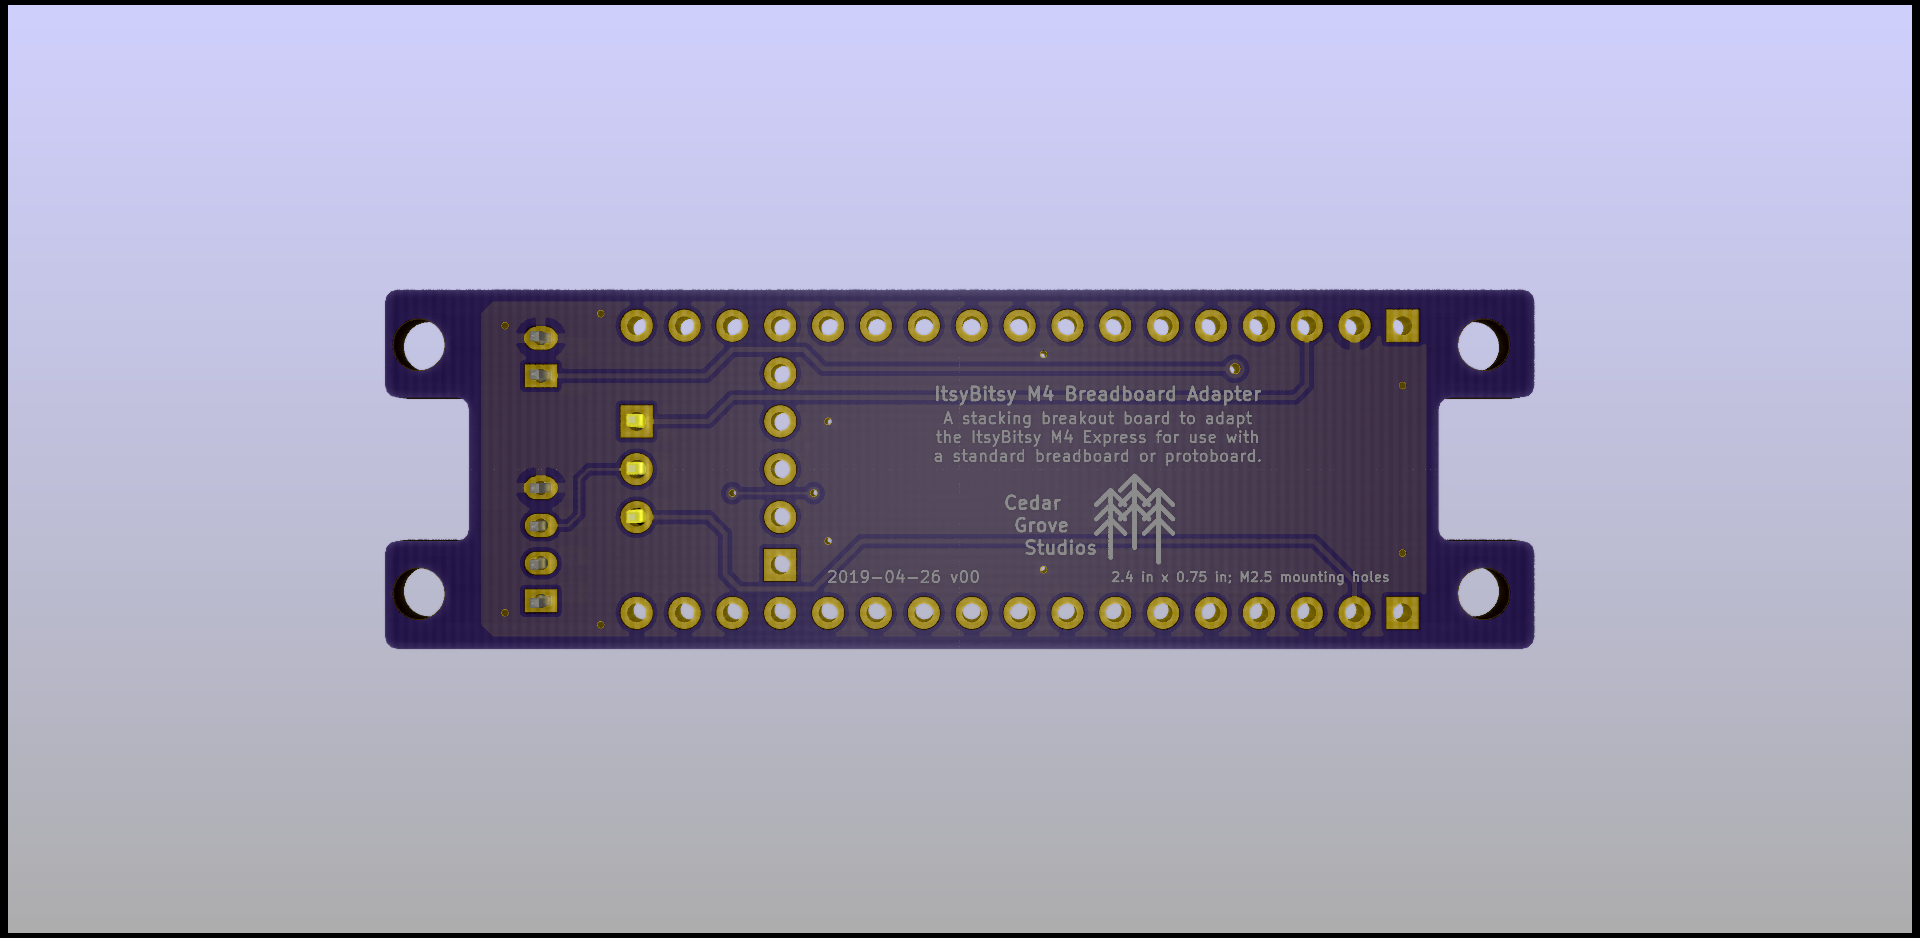 ItsyBitsy M4 Breadboard Adapter
A stacking breakout board to adapt
the ItsyBitsy M4 Express for use with
a standard breadboard or protoboard.
Cedar
Grove
Studios
2019-04-26 v00
2.4 in x 0.75 in; M2.5 mounting holes